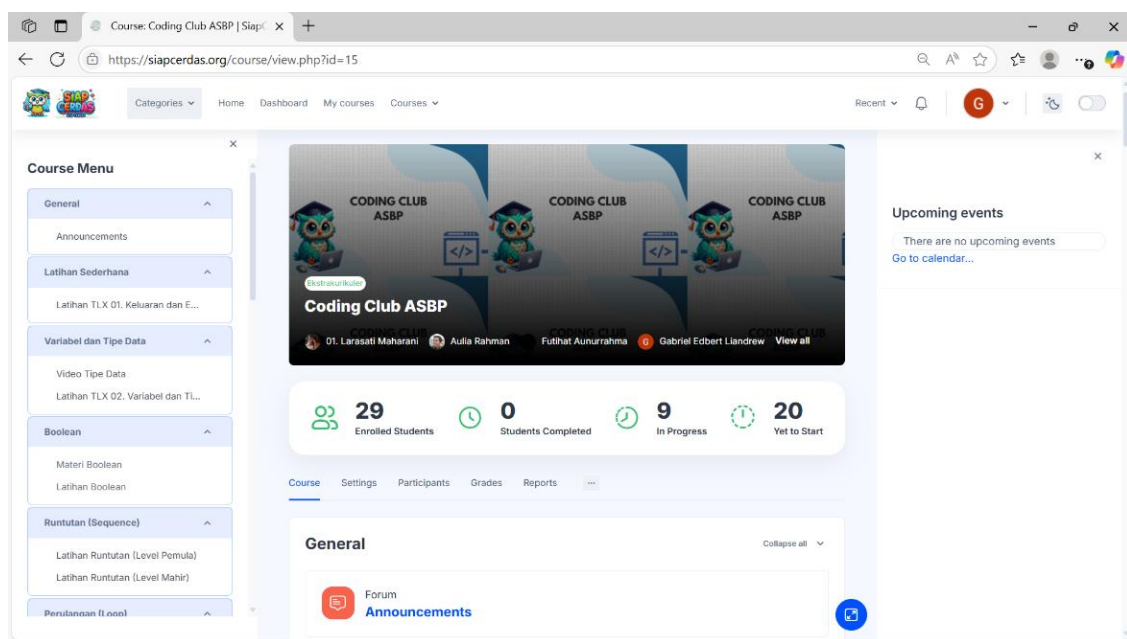 Course: Coding Club ASBP | Siap
https://siapcerdas.org/course/view.php?id=15
SIAP CERDAS
Categories
Home
Dashboard
My courses
Courses
Recent
G
Course Menu
General
Announcements
Latihan Sederhana
Latihan TLX 01. Keluaran dan E...
Variabel dan Tipe Data
Video Tipe Data
Latihan TLX 02. Variabel dan Ti...
Boolean
Materi Boolean
Latihan Boolean
Runtutan (Sequence)
Latihan Runtutan (Level Pemula)
Latihan Runtutan (Level Mahir)
Perulangan (Loop)
CODING CLUB ASBP
CODING CLUB ASBP
CODING CLUB ASBP
</>
</>
Ekstrakurikuler
Coding Club ASBP
01. Larasati Maharani
Aulia Rahman
Futihat Aunurrahma
G
Gabriel Edbert Liandrew
View all
29
Enrolled Students
0
Students Completed
9
In Progress
20
Yet to Start
Course
Settings
Participants
Grades
Reports
...
General
Collapse all
Forum
Announcements
Upcoming events
There are no upcoming events
Go to calendar...